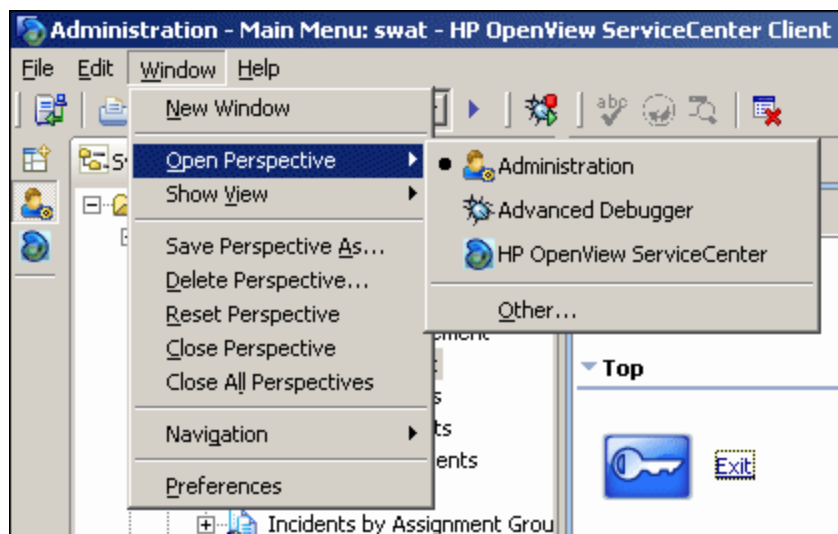 Administration - Main Menu: swat - HP OpenView ServiceCenter Client
File Edit Window Help
New Window
abc
Open Perspective
Administration
Show View
Advanced Debugger
Save Perspective As...
HP OpenView ServiceCenter
Delete Perspective...
Reset Perspective
Other...
Close Perspective
Top
Close All Perspectives
Navigation
Exit
Preferences
Incidents by Assignment Grou